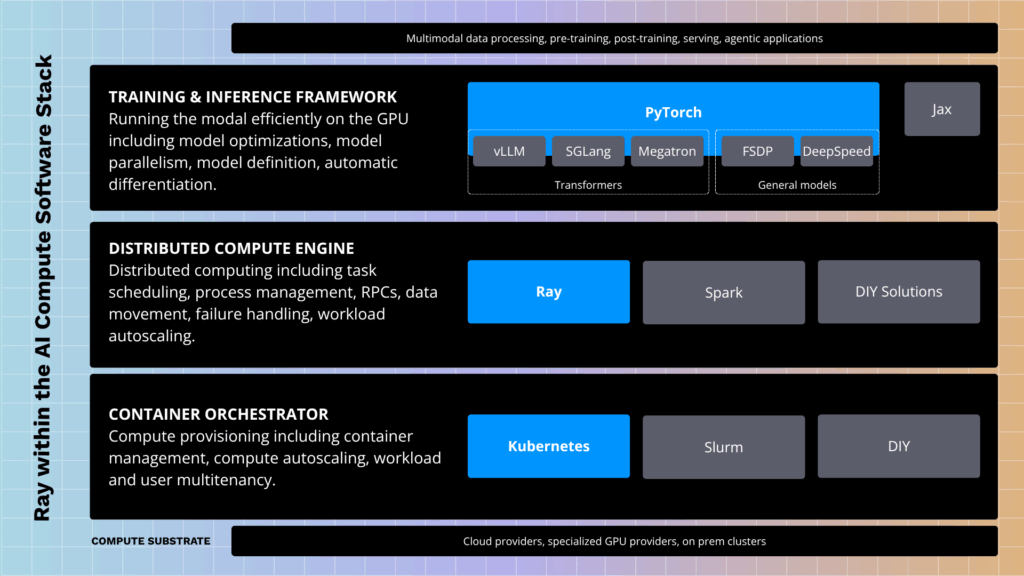 Ray within the AI Compute Software Stack
Multimodal data processing, pre-training, post-training, serving, agentic applications
TRAINING & INFERENCE FRAMEWORK
Running the modal efficiently on the GPU
including model optimizations, model
parallelism, model definition, automatic
differentiation.
PyTorch
Jax
vLLM
SGLang
Megatron
FSDP
DeepSpeed
Transformers
General models
DISTRIBUTED COMPUTE ENGINE
Distributed computing including task
scheduling, process management, RPCs, data
movement, failure handling, workload
autoscaling.
Ray
Spark
DIY Solutions
CONTAINER ORCHESTRATOR
Compute provisioning including container
management, compute autoscaling, workload
and user multitenancy.
Kubernetes
Slurm
DIY
COMPUTE SUBSTRATE
Cloud providers, specialized GPU providers, on prem clusters